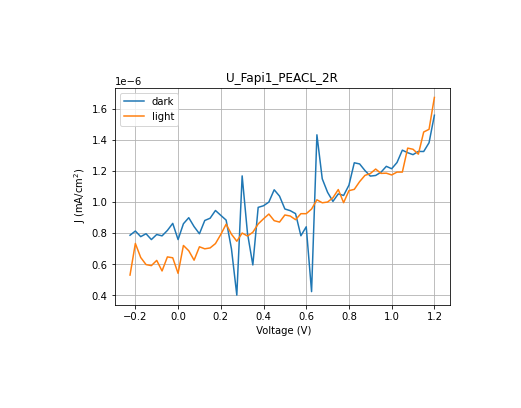 U_Fapi1_PEACL_2R
1e−6
dark
light
1.6
1.4
1.2
1.0
0.8
0.6
0.4
J (mA/cm²)
−0.2 0.0 0.2 0.4 0.6 0.8 1.0 1.2
Voltage (V)